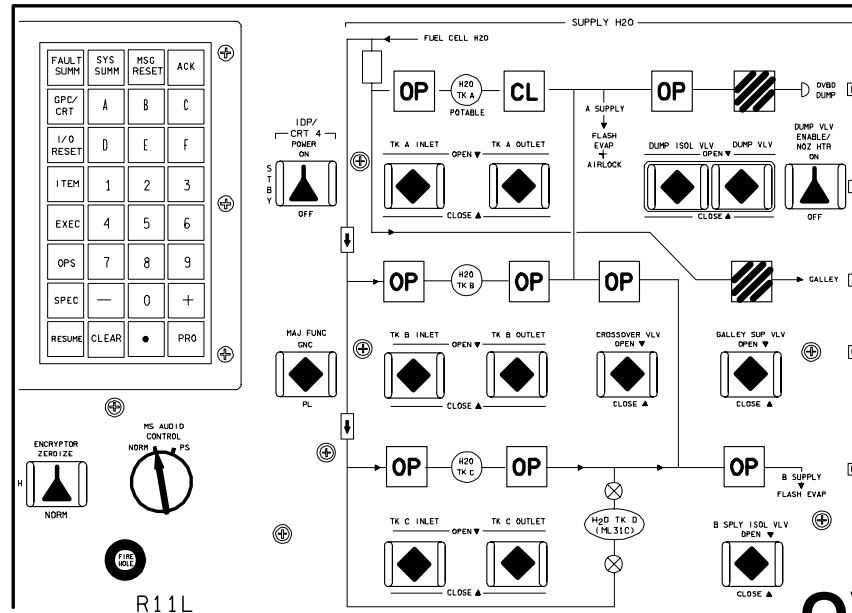 SUPPLY H2O
FUEL CELL H2O
FAULT SUMM
SYS SUMM
MSG RESET
ACK
GPC/ CRT
A
B
C
I/O RESET
D
E
F
ITEM
1
2
3
EXEC
4
5
6
OPS
7
8
9
SPEC
—
0
+
RESUME
CLEAR
•
PRO
IDP/
CRT 4
POWER
ON
STBY
OFF
MAJ FUNC
GNC
PL
ENCRYPTOR
ZEROIZE
H
NORM
MS AUDIO
CONTROL
NORM
PS
FIRE
HOLE
R11L
OP
H2O
TK A
POTABLE
CL
OP
OVBD
DUMP
A SUPPLY
FLASH
EVAP
+
AIRLOCK
TK A INLET
TK A OUTLET
OPEN ▼
CLOSE ▲
DUMP ISOL VLV
DUMP VLV
OPEN ▼
CLOSE ▲
DUMP VLV
ENABLE/
NOZ HTR
ON
OFF
OP
H2O
TK B
OP
OP
GALLEY
TK B INLET
TK B OUTLET
OPEN ▼
CLOSE ▲
CROSSOVER VLV
OPEN ▼
CLOSE ▲
GALLEY SUP VLV
OPEN ▼
CLOSE ▲
OP
H2O
TK C
OP
OP
B SUPPLY
FLASH EVAP
H2O TK D
(ML31C)
TK C INLET
TK C OUTLET
OPEN ▼
CLOSE ▲
B SPLY ISOL VLV
OPEN ▼
CLOSE ▲